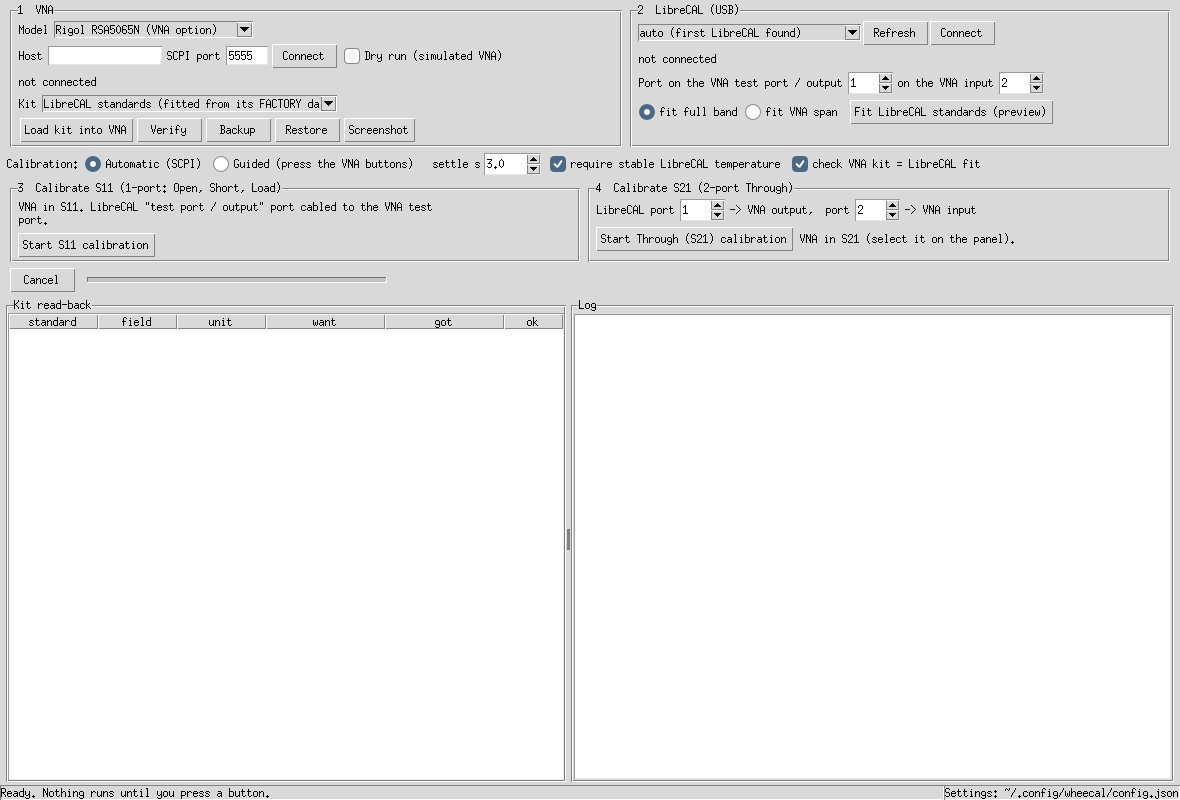 1 VNA
Model Rigol RSA5065N (VNA option)
Host SCPI port 5555 Connect Dry run (simulated VNA)
not connected
Kit LibreCAL standards (fitted from its FACTORY da
Load kit into VNA Verify Backup Restore Screenshot
2 LibreCAL (USB)
auto (first LibreCAL found) Refresh Connect
not connected
Port on the VNA test port / output 1 on the VNA input 2
fit full band fit VNA span Fit LibreCAL standards (preview)
Calibration: Automatic (SCPI) Guided (press the VNA buttons) settle s 3.0 require stable LibreCAL temperature check VNA kit = LibreCAL fit
3 Calibrate S11 (1-port: Open, Short, Load)
VNA in S11. LibreCAL "test port / output" port cabled to the VNA test
port.
Start S11 calibration
4 Calibrate S21 (2-port Through)
LibreCAL port 1 -> VNA output, port 2 -> VNA input
Start Through (S21) calibration VNA in S21 (select it on the panel).
Cancel
Kit read-back
standard field unit want got ok
Log
Ready. Nothing runs until you press a button.
Settings: ~/.config/wheecal/config.json